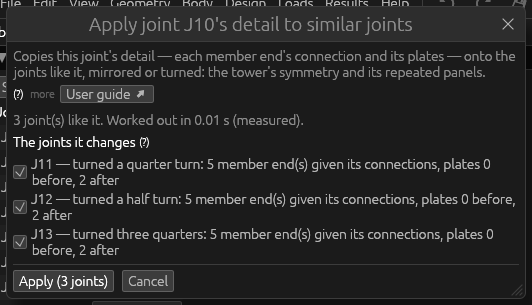 File Edit View Geometry Body Design Loads Results Help
Apply joint J10's detail to similar joints
Copies this joint's detail — each member end's connection and its plates — onto the
joints like it, mirrored or turned: the tower's symmetry and its repeated panels.
(?) more User guide ↗
3 joint(s) like it. Worked out in 0.01 s (measured).
The joints it changes (?)
J11 — turned a quarter turn: 5 member end(s) given its connections, plates 0
before, 2 after
J12 — turned a half turn: 5 member end(s) given its connections, plates 0 before,
2 after
J13 — turned three quarters: 5 member end(s) given its connections, plates 0
before, 2 after
Apply (3 joints) Cancel